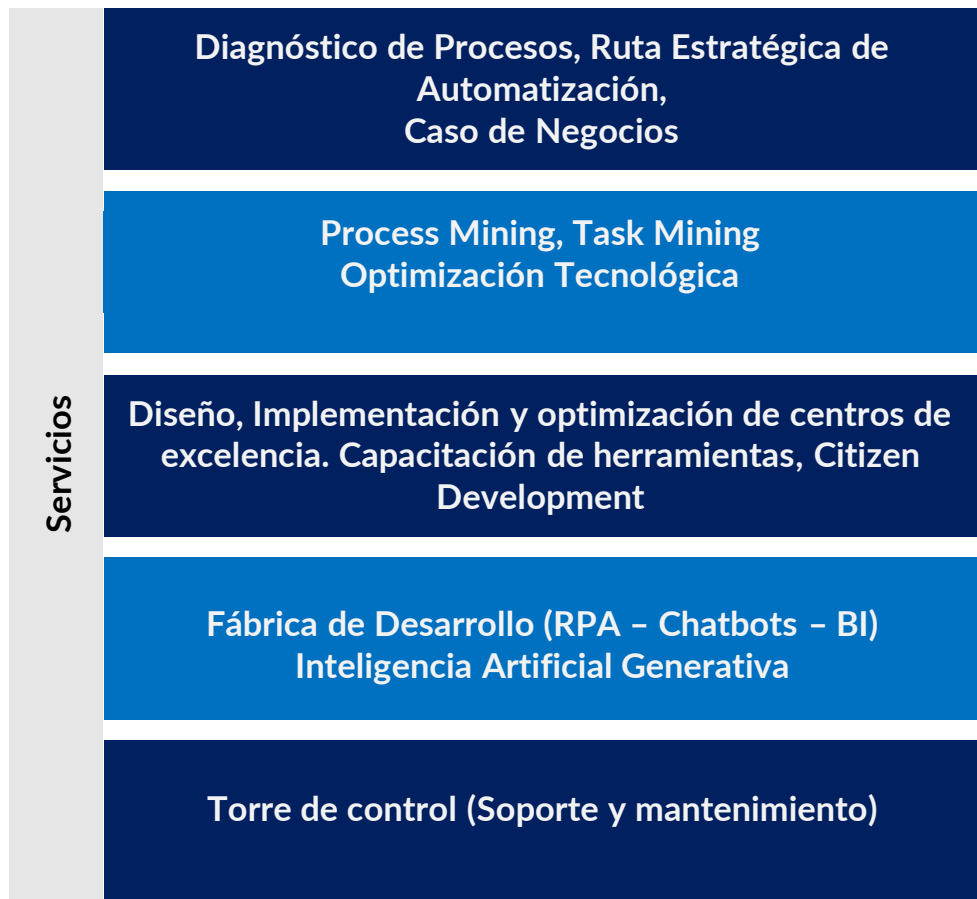 Servicios
Diagnóstico de Procesos, Ruta Estratégica de
Automatización,
Caso de Negocios
Process Mining, Task Mining
Optimización Tecnológica
Diseño, Implementación y optimización de centros de
excelencia. Capacitación de herramientas, Citizen
Development
Fábrica de Desarrollo (RPA – Chatbots – BI)
Inteligencia Artificial Generativa
Torre de control (Soporte y mantenimiento)